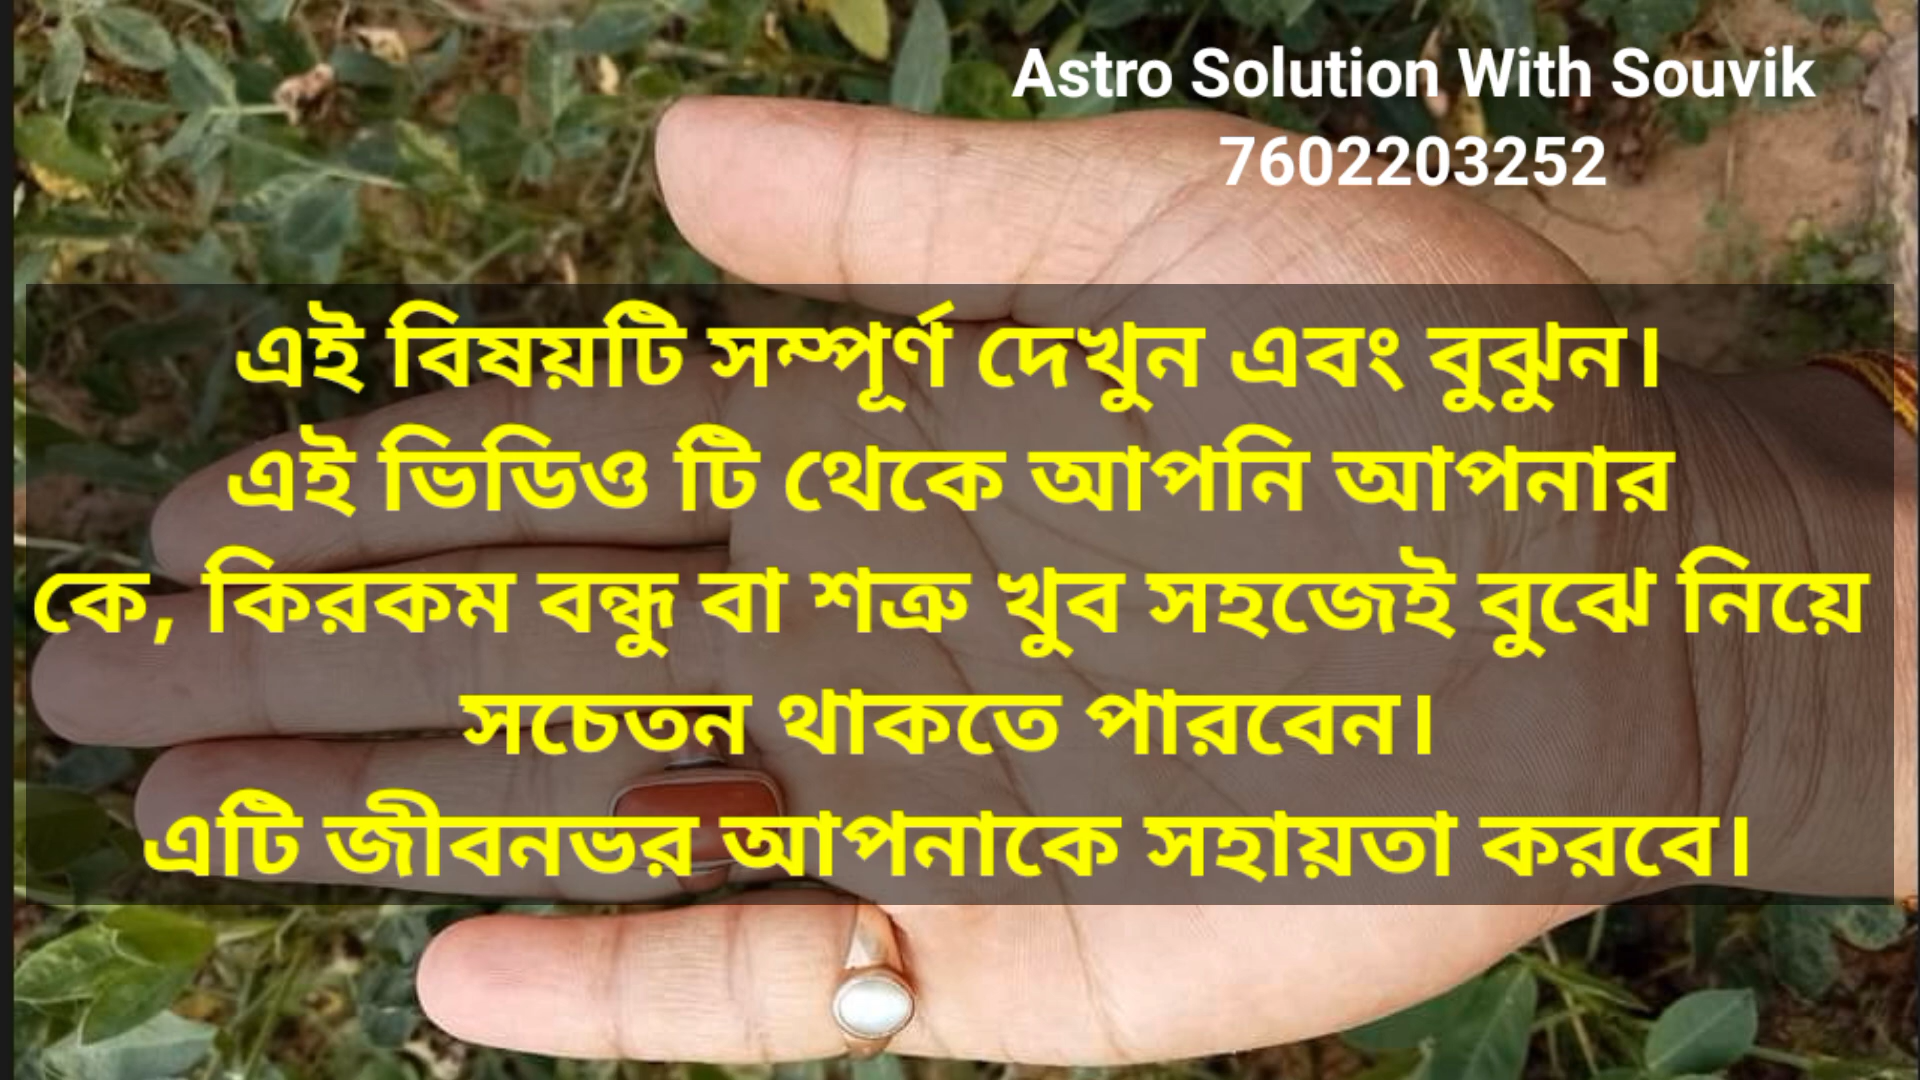 Astro Solution With Souvik
7602203252
এই বিষয়টি সম্পূর্ণ দেখুন এবং বুঝুন।
এই ভিডিও টি থেকে আপনি আপনার
কে, কিরকম বন্ধু বা শত্রু খুব সহজেই বুঝে নিয়ে
সচেতন থাকতে পারবেন।
এটি জীবনভর আপনাকে সহায়তা করবে।